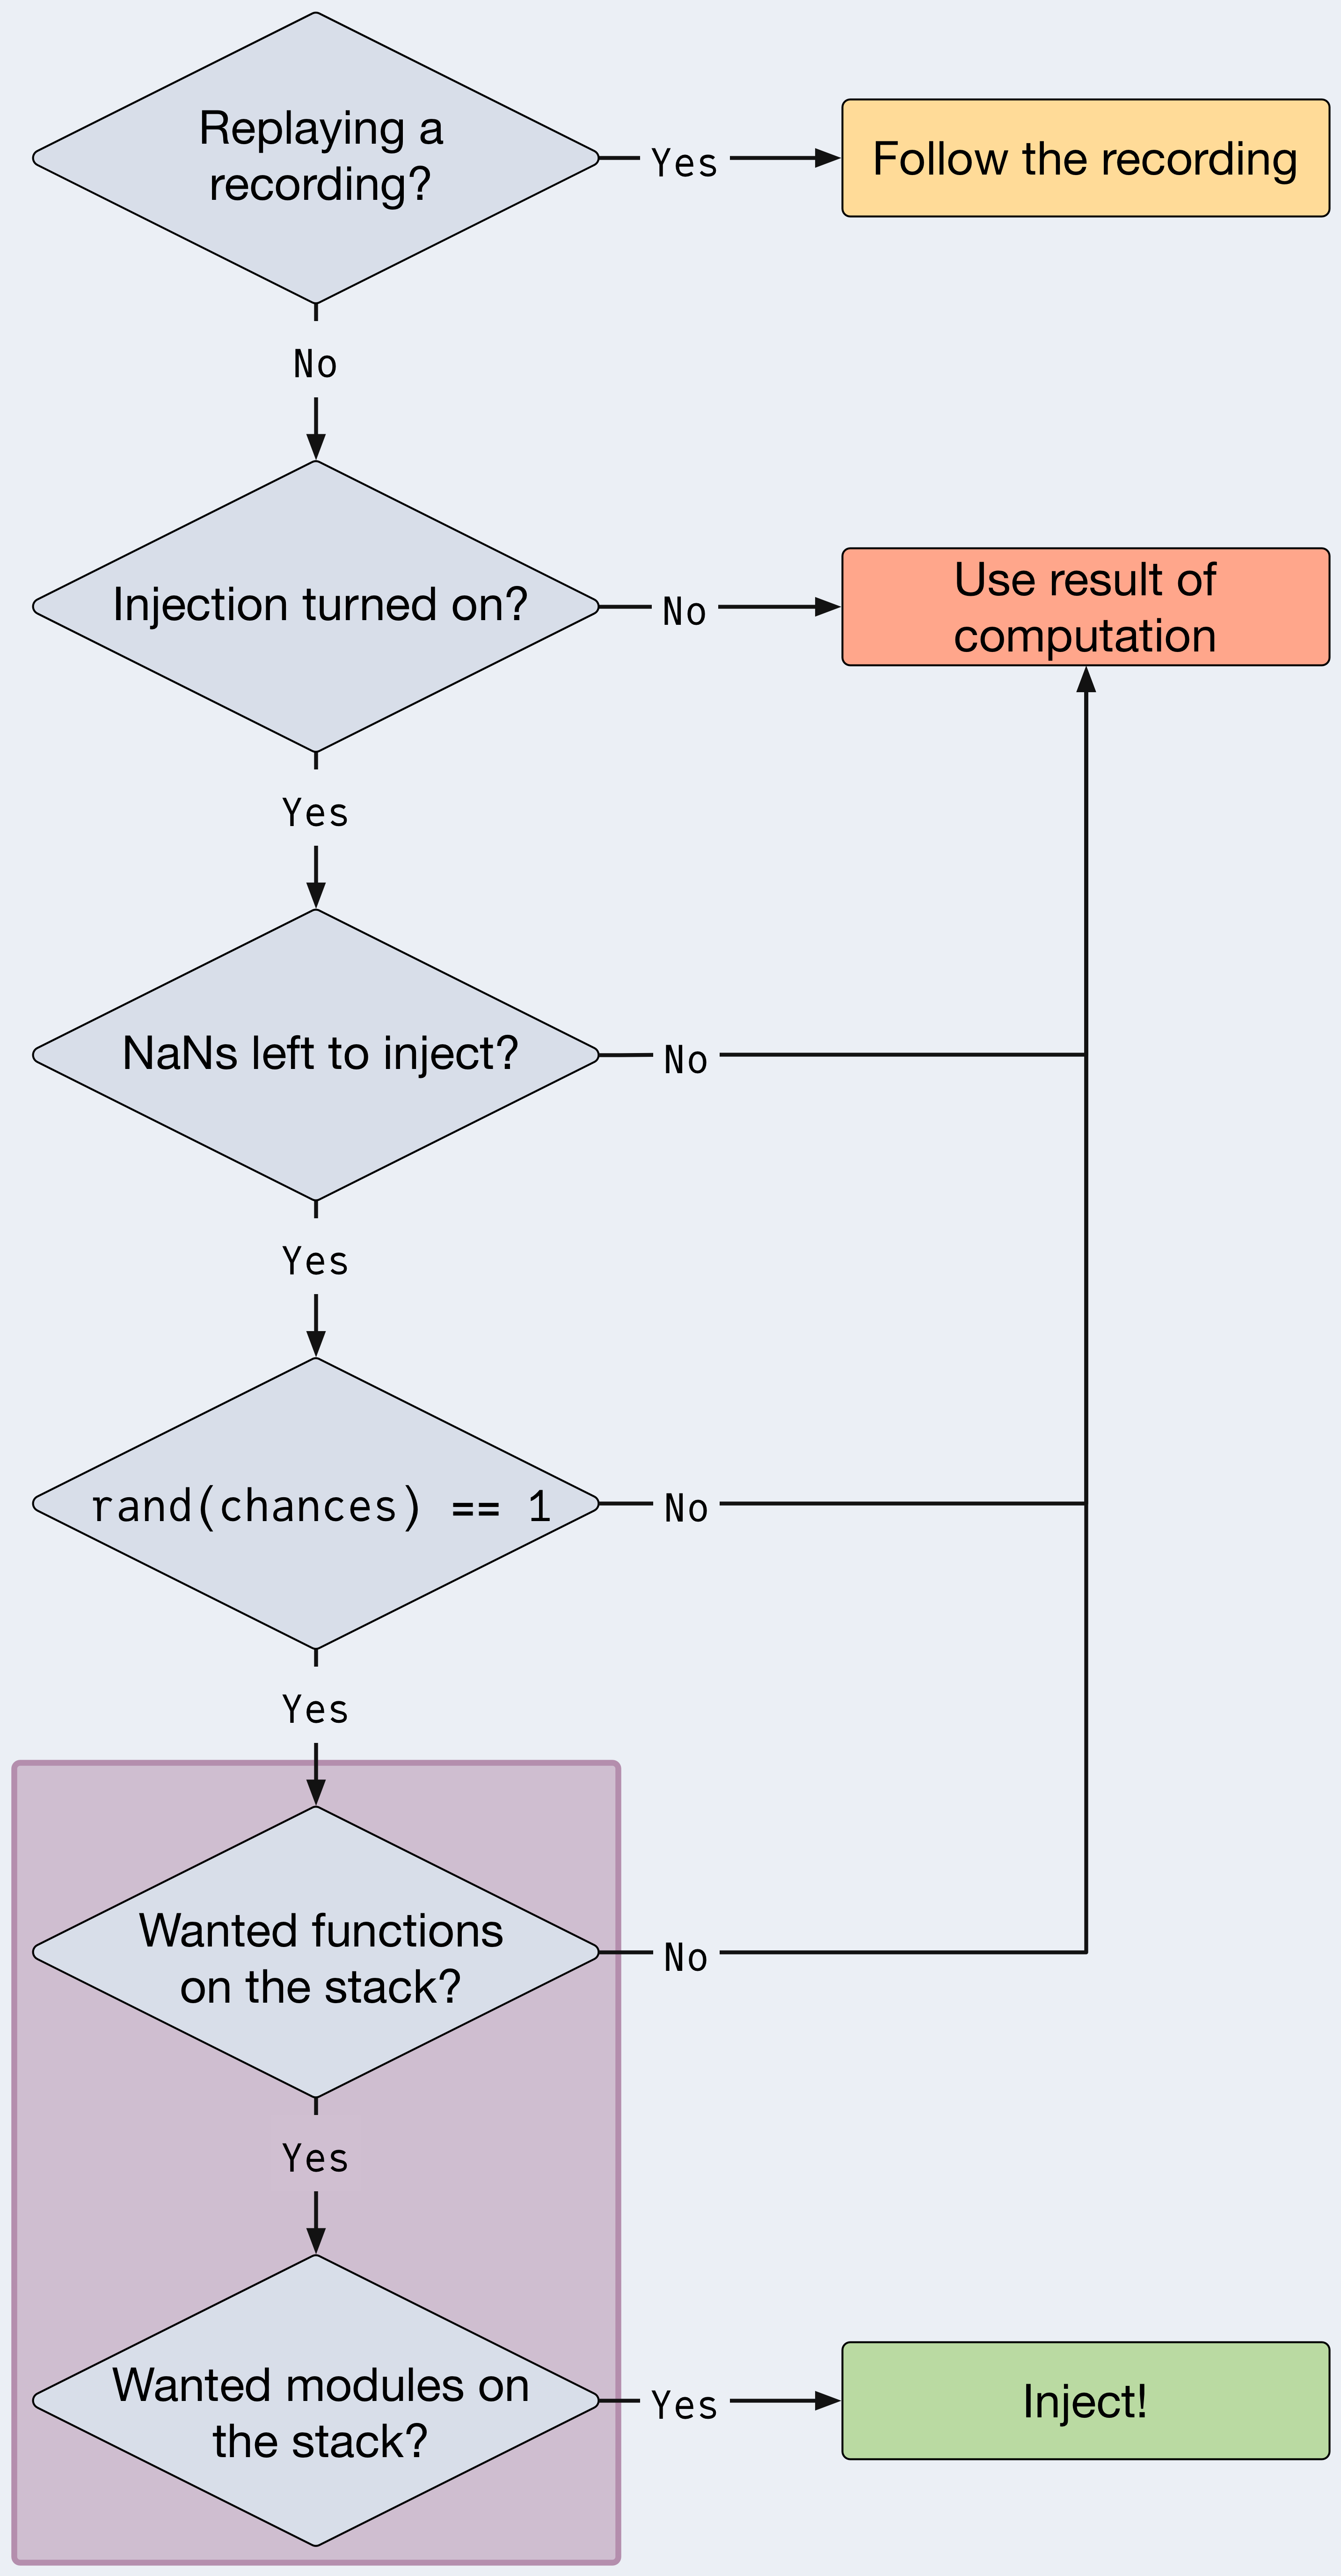 Replaying a
recording?
Yes
Follow the recording
No
Injection turned on?
No
Use result of
computation
Yes
NaNs left to inject?
No
Yes
rand(chances) == 1
No
Yes
Wanted functions
on the stack?
No
Yes
Wanted modules on
the stack?
Yes
Inject!